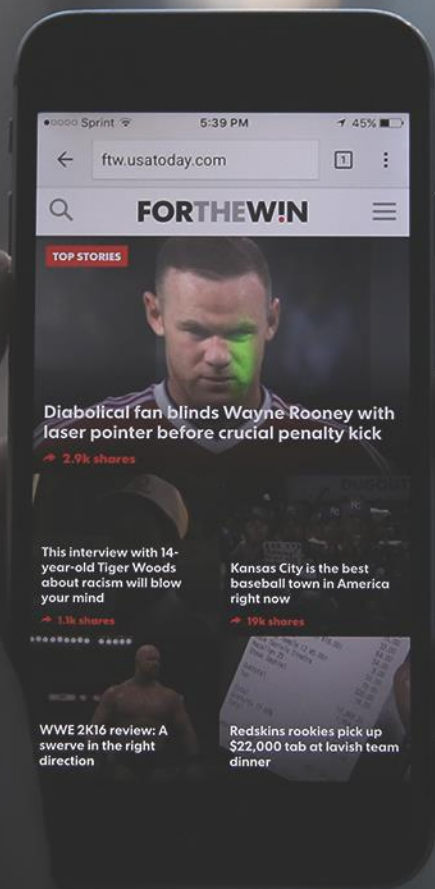 Sprint 5:39 PM 45%
ftw.usatoday.com 1
FORTHEW!N
TOP STORIES
Diabolical fan blinds Wayne Rooney with
laser pointer before crucial penalty kick
2.9k shares
This interview with 14-
year-old Tiger Woods
about racism will blow
your mind
1.1k shares
Kansas City is the best
baseball town in America
right now
19k shares
WWE 2K16 review: A
swerve in the right
direction
Redskins rookies pick up
$22,000 tab at lavish team
dinner